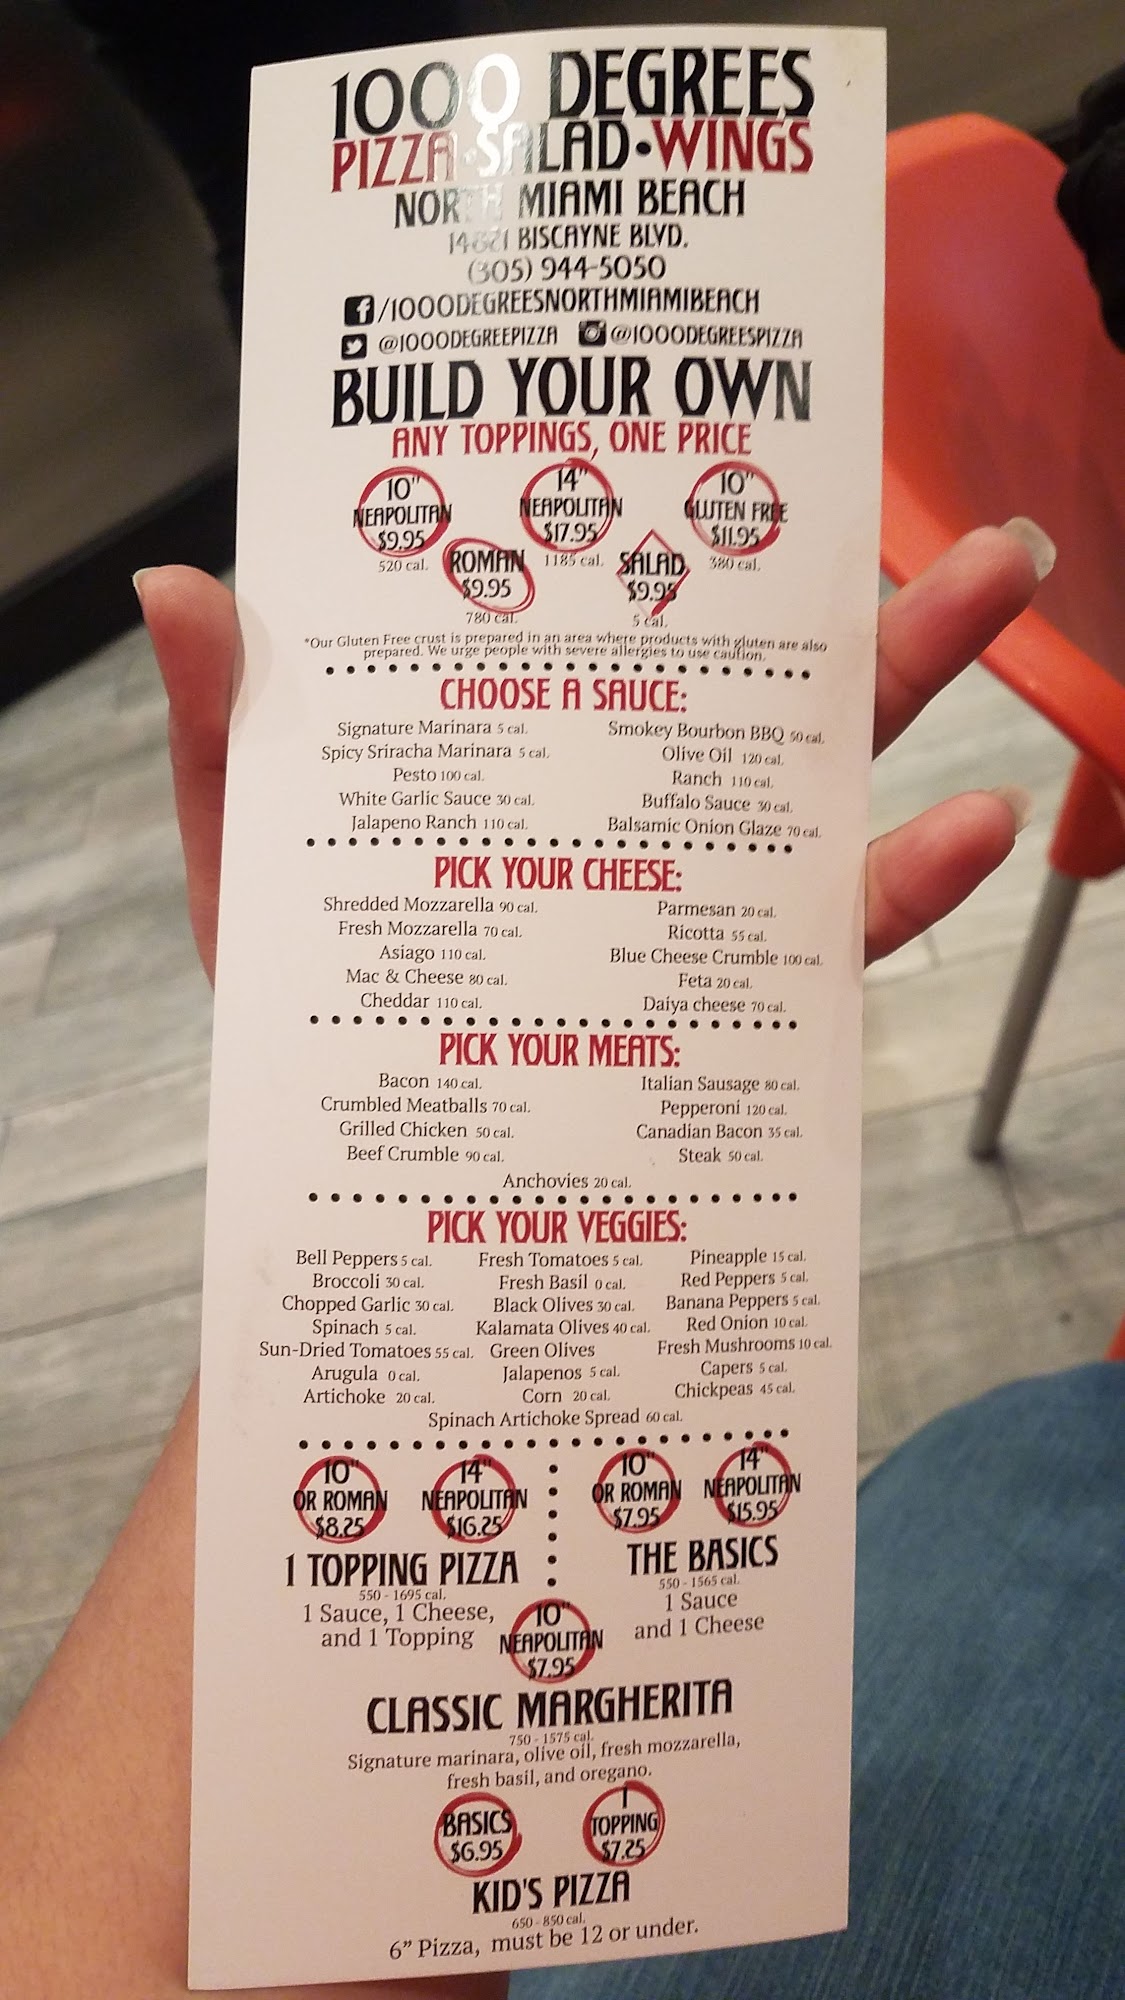 1000 DEGREES
PIZZA • SALAD • WINGS
NORTH MIAMI BEACH
BISCAYNE BLVD.
(305) 944-5050
/1000DEGREESNORTHMIAMIBEACH
@1000DEGREEPIZZA @1000DEGREESPIZZA
BUILD YOUR OWN
ANY TOPPINGS, ONE PRICE
10" NEAPOLITAN $9.95 520 cal.
14" NEAPOLITAN $17.95 1185 cal.
10" GLUTEN FREE $11.95 380 cal.
ROMAN $9.95 780 cal.
SALAD $9.95 5 cal.
*Our Gluten Free crust is prepared in an area where products with gluten are also
prepared. We urge people with severe allergies to use caution.
CHOOSE A SAUCE:
Signature Marinara 5 cal. Smokey Bourbon BBQ 50 cal.
Spicy Sriracha Marinara 5 cal. Olive Oil 120 cal.
Pesto 100 cal. Ranch 110 cal.
White Garlic Sauce 30 cal. Buffalo Sauce 30 cal.
Jalapeno Ranch 110 cal. Balsamic Onion Glaze 70 cal.
PICK YOUR CHEESE:
Shredded Mozzarella 90 cal. Parmesan 20 cal.
Fresh Mozzarella 70 cal. Ricotta 55 cal.
Asiago 110 cal. Blue Cheese Crumble 100 cal.
Mac & Cheese 80 cal. Feta 20 cal.
Cheddar 110 cal. Daiya cheese 70 cal.
PICK YOUR MEATS:
Bacon 140 cal. Italian Sausage 80 cal.
Crumbled Meatballs 70 cal. Pepperoni 120 cal.
Grilled Chicken 50 cal. Canadian Bacon 35 cal.
Beef Crumble 90 cal. Steak 50 cal.
Anchovies 20 cal.
PICK YOUR VEGGIES:
Bell Peppers 5 cal. Fresh Tomatoes 5 cal. Pineapple 15 cal.
Broccoli 30 cal. Fresh Basil 0 cal. Red Peppers 5 cal.
Chopped Garlic 30 cal. Black Olives 30 cal. Banana Peppers 5 cal.
Spinach 5 cal. Kalamata Olives 40 cal. Red Onion 10 cal.
Sun-Dried Tomatoes 55 cal. Green Olives Fresh Mushrooms 10 cal.
Arugula 0 cal. Jalapenos 5 cal. Capers 5 cal.
Artichoke 20 cal. Corn 20 cal. Chickpeas 45 cal.
Spinach Artichoke Spread 60 cal.
10" OR ROMAN $8.25
14" NEAPOLITAN $16.25
1 TOPPING PIZZA
550 - 1695 cal.
1 Sauce, 1 Cheese,
and 1 Topping
10" OR ROMAN $7.95
14" NEAPOLITAN $15.95
THE BASICS
550 - 1565 cal.
1 Sauce
and 1 Cheese
10" NEAPOLITAN $7.95
CLASSIC MARGHERITA
750 - 1575 cal.
Signature marinara, olive oil, fresh mozzarella,
fresh basil, and oregano.
BASICS $6.95
1 TOPPING $7.25
KID'S PIZZA
650 - 850 cal.
6" Pizza, must be 12 or under.